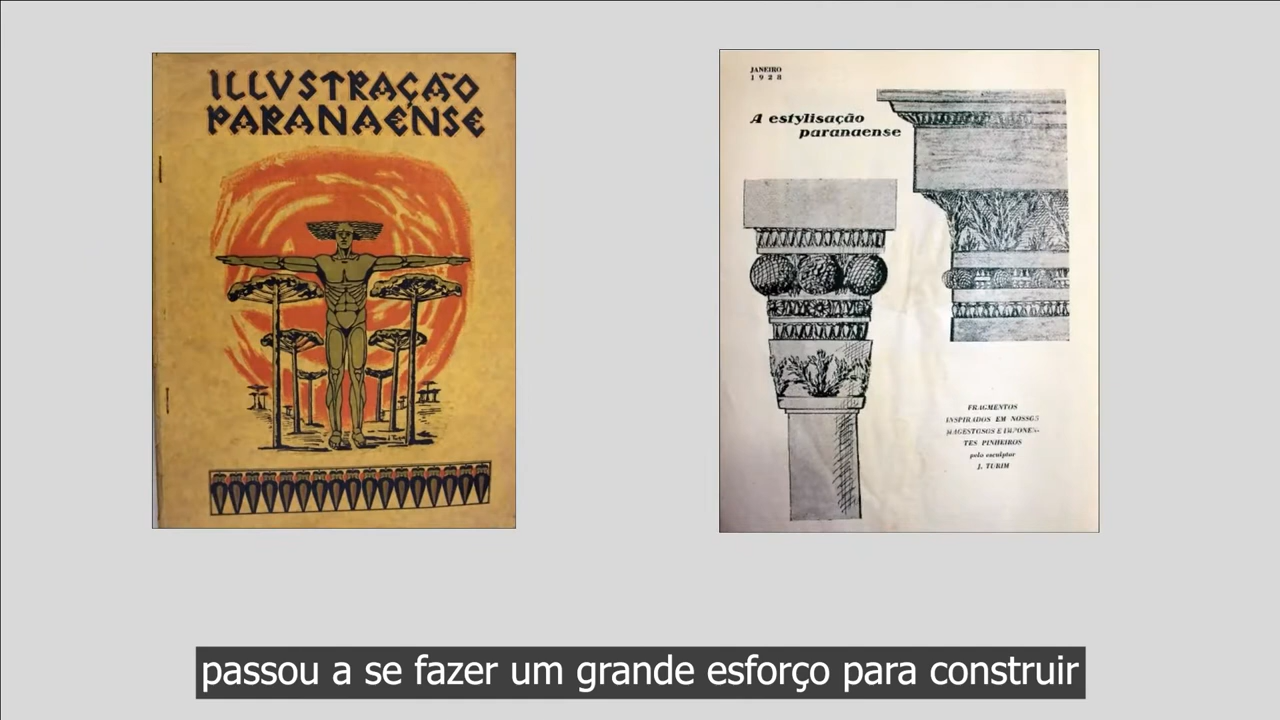 ILLVSTRAÇÃO
PARANAENSE
JANEIRO
1928
A estylisação
paranaense
FRAGMENTOS
INSPIRADOS EM NOSSOS
MAGESTOSOS E IMPONEN-
TES PINHEIROS
pelo esculptor
J. TURIM
passou a se fazer um grande esforço para construir